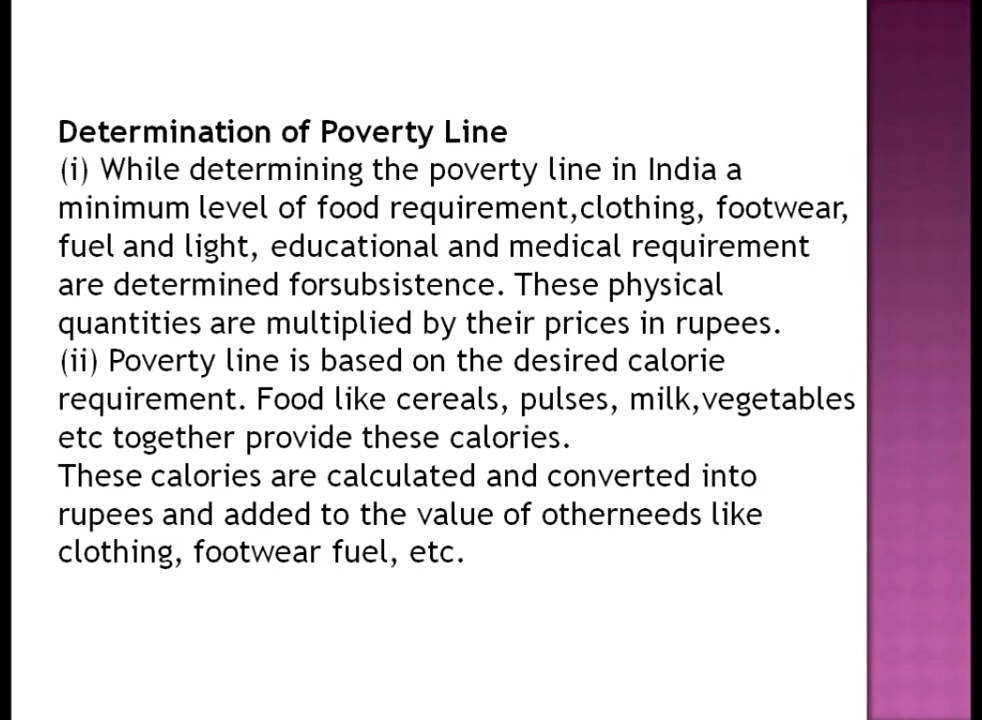 Determination of Poverty Line
(i) While determining the poverty line in India a
minimum level of food requirement,clothing, footwear,
fuel and light, educational and medical requirement
are determined forsubsistence. These physical
quantities are multiplied by their prices in rupees.
(ii) Poverty line is based on the desired calorie
requirement. Food like cereals, pulses, milk,vegetables
etc together provide these calories.
These calories are calculated and converted into
rupees and added to the value of otherneeds like
clothing, footwear fuel, etc.